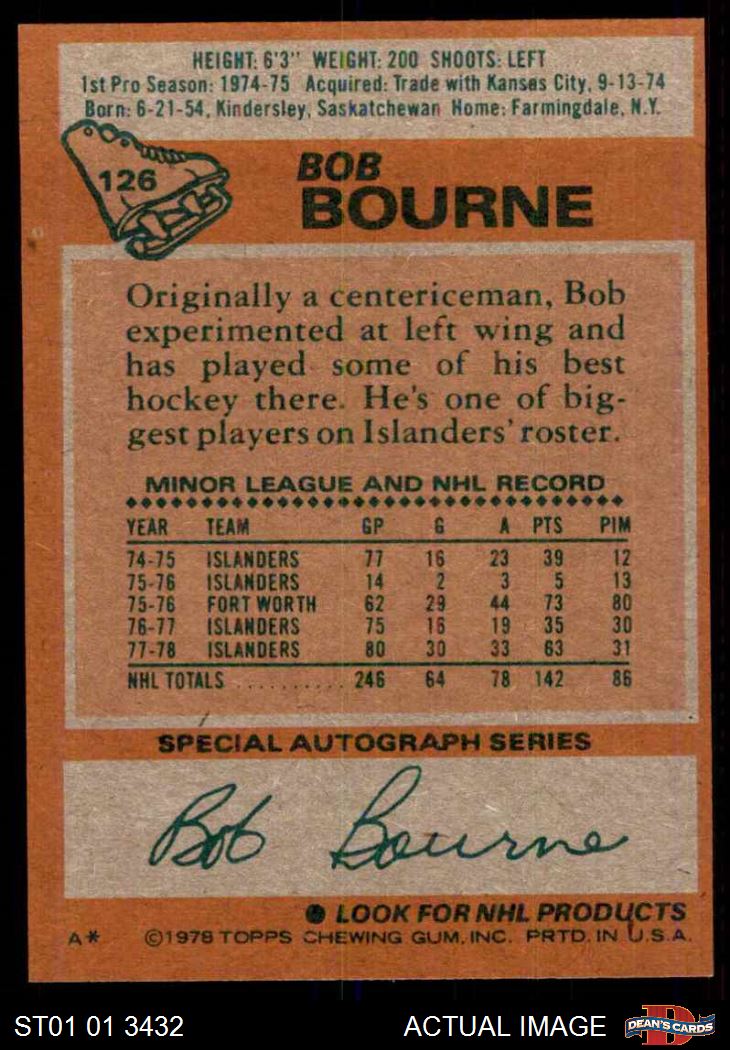 HEIGHT: 6'3" WEIGHT: 200 SHOOTS: LEFT
1st Pro Season: 1974-75 Acquired: Trade with Kansas City, 9-13-74
Born: 6-21-54, Kindersley, Saskatchewan Home: Farmingdale, N.Y.
126
BOB
BOURNE
Originally a centericeman, Bob
experimented at left wing and
has played some of his best
hockey there. He's one of big-
gest players on Islanders' roster.
MINOR LEAGUE AND NHL RECORD
YEAR TEAM GP G A PTS PIM
74-75 ISLANDERS 77 16 23 39 12
75-76 ISLANDERS 14 2 3 5 13
75-76 FORT WORTH 62 29 44 73 80
76-77 ISLANDERS 75 16 19 35 30
77-78 ISLANDERS 80 30 33 63 31
NHL TOTALS .......... 246 64 78 142 86
SPECIAL AUTOGRAPH SERIES
Bob Bourne
LOOK FOR NHL PRODUCTS
A* ©1978 TOPPS CHEWING GUM, INC. PRTD. IN U.S.A.
ST01 01 3432 ACTUAL IMAGE D DEAN'S CARDS